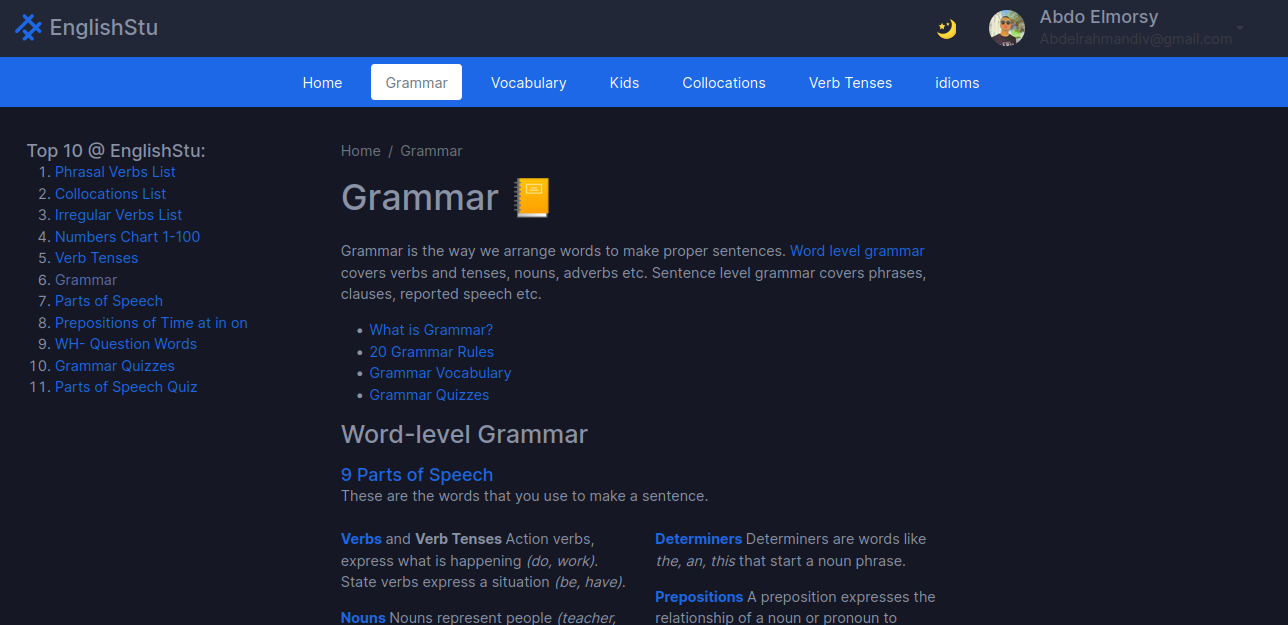 EnglishStu
Abdo Elmorsy
Abdelrahmandiv@gmail.com
Home
Grammar
Vocabulary
Kids
Collocations
Verb Tenses
idioms
Top 10 @ EnglishStu:
1. Phrasal Verbs List
2. Collocations List
3. Irregular Verbs List
4. Numbers Chart 1-100
5. Verb Tenses
6. Grammar
7. Parts of Speech
8. Prepositions of Time at in on
9. WH- Question Words
10. Grammar Quizzes
11. Parts of Speech Quiz
Home / Grammar
Grammar
Grammar is the way we arrange words to make proper sentences. Word level grammar
covers verbs and tenses, nouns, adverbs etc. Sentence level grammar covers phrases,
clauses, reported speech etc.
• What is Grammar?
• 20 Grammar Rules
• Grammar Vocabulary
• Grammar Quizzes
Word-level Grammar
9 Parts of Speech
These are the words that you use to make a sentence.
Verbs and Verb Tenses Action verbs,
express what is happening (do, work).
State verbs express a situation (be, have).
Nouns Nouns represent people (teacher,
Determiners Determiners are words like
the, an, this that start a noun phrase.
Prepositions A preposition expresses the
relationship of a noun or pronoun to